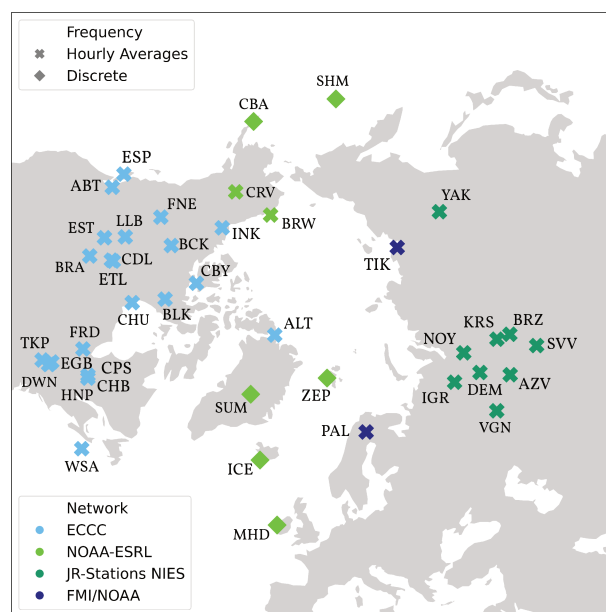 Frequency
Hourly Averages
Discrete
SHM
CBA
ESP
ABT
CRV
YAK
FNE
BRW
EST
LLB
INK
BCK
TIK
BRA
CDL
ETL
CBY
CHU
BLK
ALT
KRS
BRZ
NOY
SVV
TKP
FRD
EGB
CPS
DWN
HNP
CHB
SUM
ZEP
IGR
DEM
AZV
VGN
PAL
WSA
ICE
MHD
Network
ECCC
NOAA-ESRL
JR-Stations NIES
FMI/NOAA